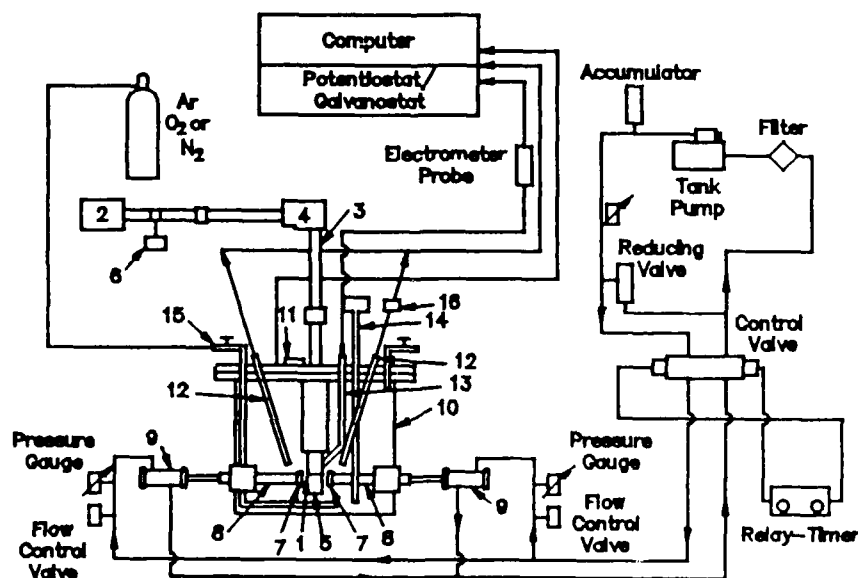 Computer
Potentiostat/
Galvanostat
Accumulator
Ar
O2 or
N2
Electrometer
Probe
Filter
Tank
Pump
2
4
3
6
Reducing
Valve
16
15
11
14
Control
Valve
12
12
13
10
Pressure
Gauge
9
Pressure
Gauge
9
Flow
Control
Valve
8
7
1
5
7
8
Flow
Control
Valve
Relay-Timer